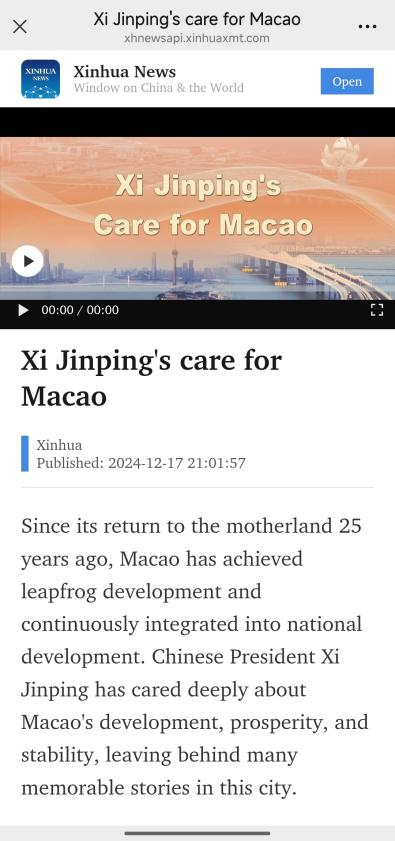 Xi Jinping's care for Macao
xhnewsapi.xinhuaxmt.com
XINHUA
NEWS
Xinhua News
Window on China & the World
Open
Xi Jinping's
Care for Macao
00:00 / 00:00
Xi Jinping's care for
Macao
Xinhua
Published: 2024-12-17 21:01:57
Since its return to the motherland 25
years ago, Macao has achieved
leapfrog development and
continuously integrated into national
development. Chinese President Xi
Jinping has cared deeply about
Macao's development, prosperity, and
stability, leaving behind many
memorable stories in this city.